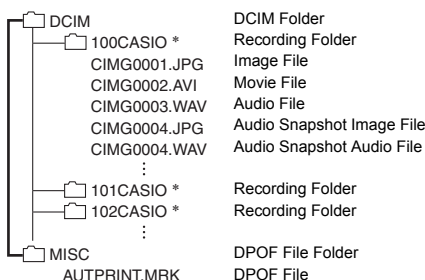 DCIM DCIM Folder
100CASIO * Recording Folder
CIMG0001.JPG Image File
CIMG0002.AVI Movie File
CIMG0003.WAV Audio File
CIMG0004.JPG Audio Snapshot Image File
CIMG0004.WAV Audio Snapshot Audio File
⋮
101CASIO * Recording Folder
102CASIO * Recording Folder
⋮
MISC DPOF File Folder
AUTPRINT.MRK DPOF File